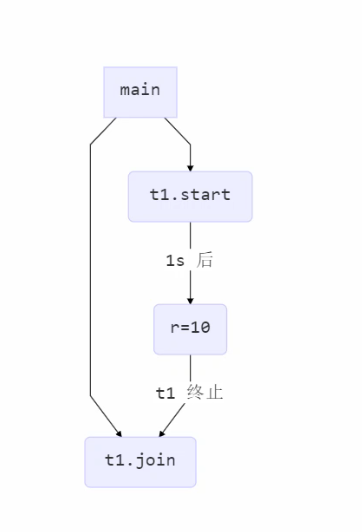 main
t1.start
1s 后
r=10
t1 终止
t1.join